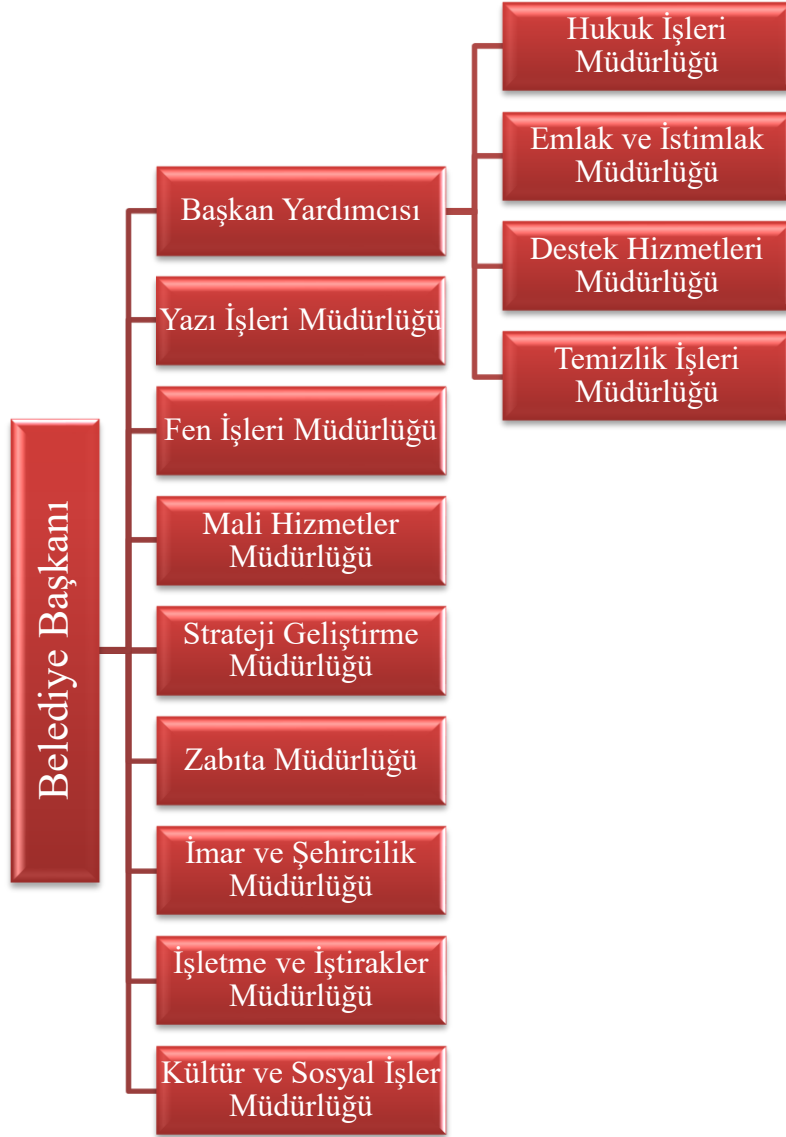 Belediye Başkanı
Başkan Yardımcısı
Hukuk İşleri
Müdürlüğü
Emlak ve İstimlak
Müdürlüğü
Destek Hizmetleri
Müdürlüğü
Temizlik İşleri
Müdürlüğü
Yazı İşleri Müdürlüğü
Fen İşleri Müdürlüğü
Mali Hizmetler
Müdürlüğü
Strateji Geliştirme
Müdürlüğü
Zabıta Müdürlüğü
İmar ve Şehircilik
Müdürlüğü
İşletme ve İştirakler
Müdürlüğü
Kültür ve Sosyal İşler
Müdürlüğü